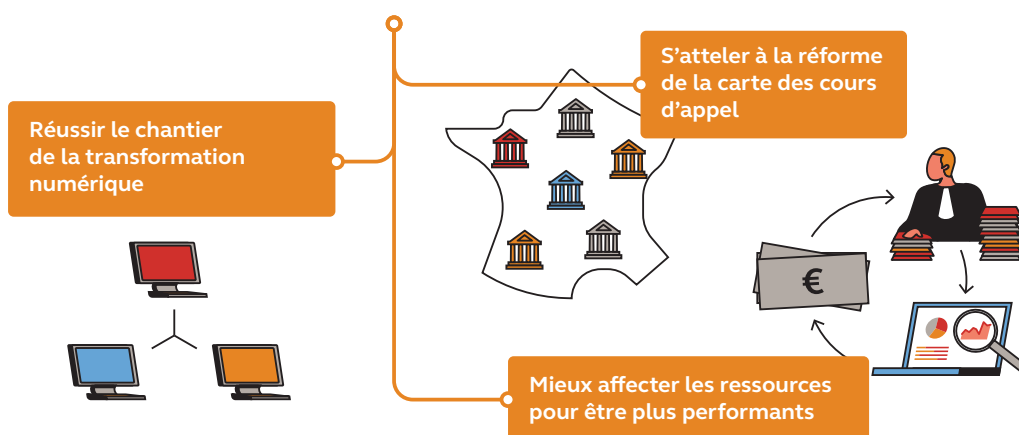 S'atteler à la réforme
de la carte des cours
d'appel
Réussir le chantier
de la transformation
numérique
€
Mieux affecter les ressources
pour être plus performants